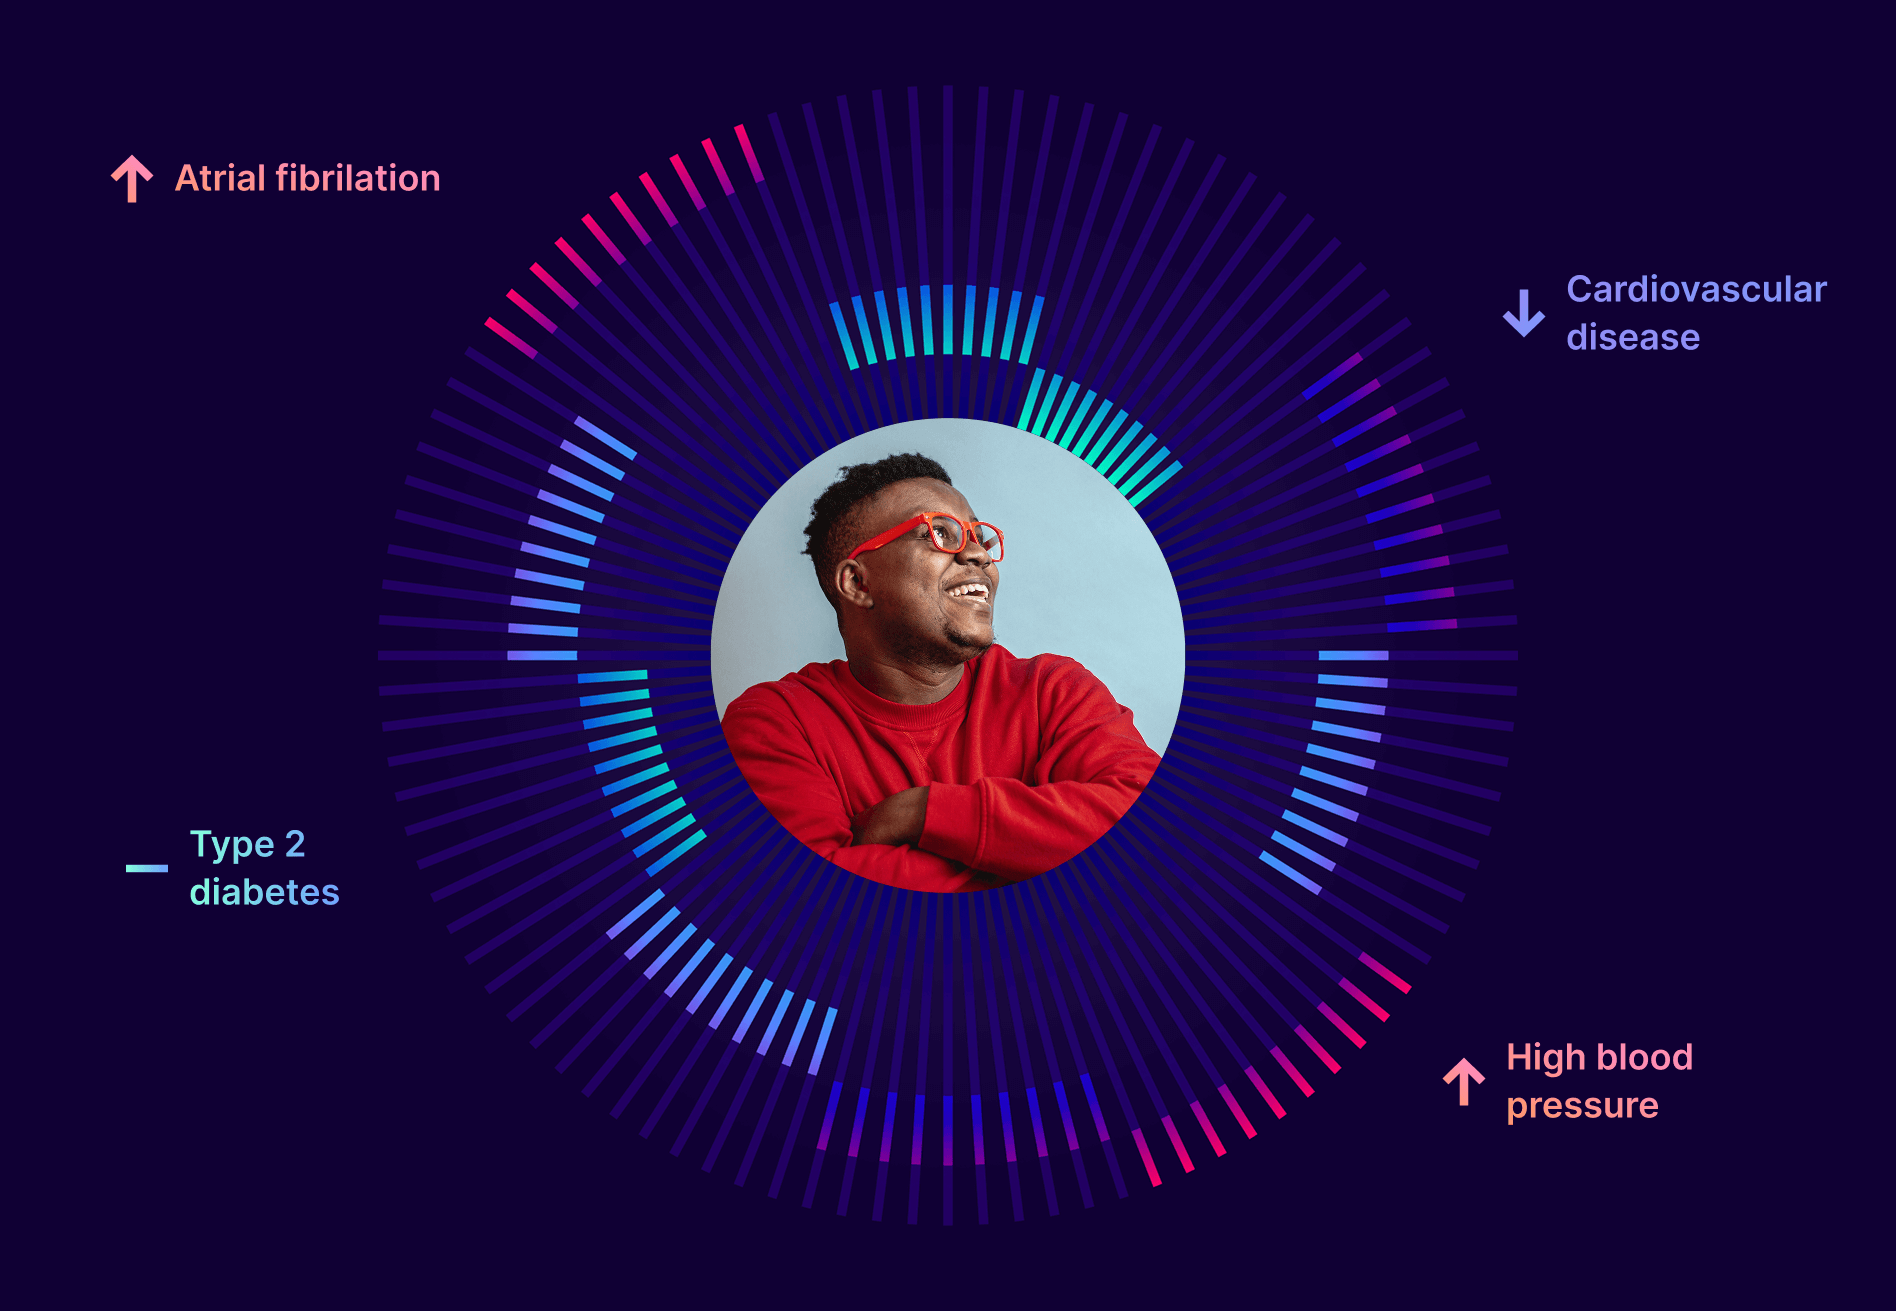 Atrial fibrilation
Cardiovascular
disease
Type 2
diabetes
High blood
pressure